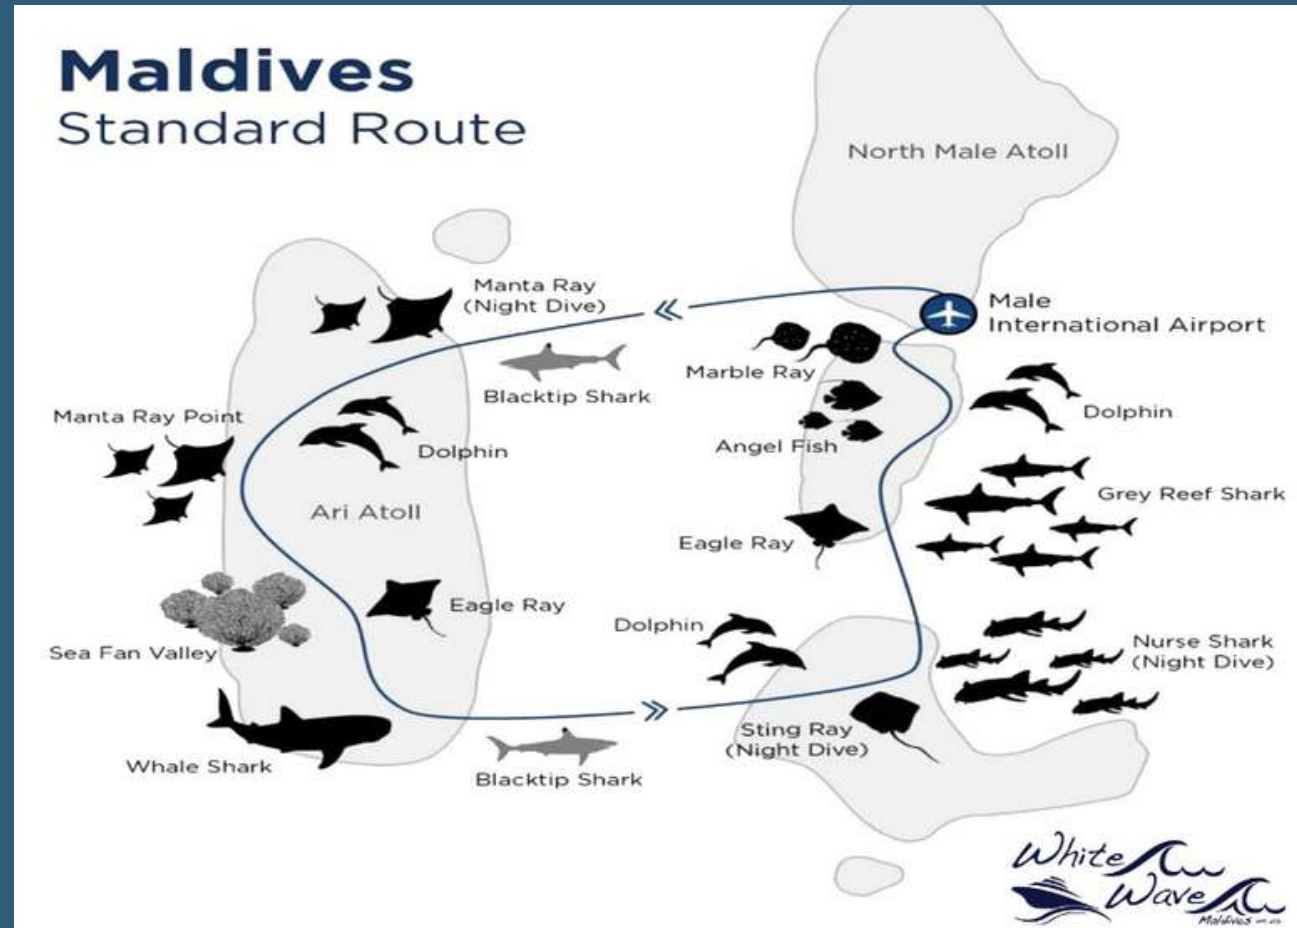 Maldives
Standard Route
North Male Atoll
Manta Ray
(Night Dive)
Male
International Airport
Marble Ray
Blacktip Shark
Manta Ray Point
Dolphin
Angel Fish
Dolphin
Ari Atoll
Grey Reef Shark
Eagle Ray
Eagle Ray
Dolphin
Sea Fan Valley
Nurse Shark
(Night Dive)
Sting Ray
(Night Dive)
Whale Shark
Blacktip Shark
White
Wave
Maldives